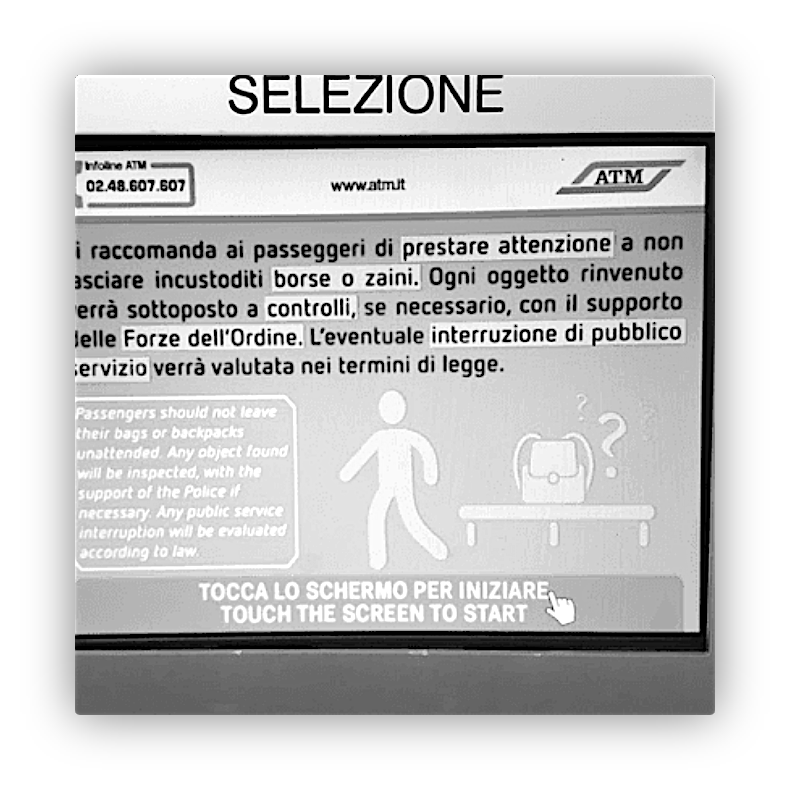 SELEZIONE
Infoline ATM
02.48.607.607
www.atm.it
ATM
i raccomanda ai passeggeri di prestare attenzione a non
asciare incustoditi borse o zaini. Ogni oggetto rinvenuto
errà sottoposto a controlli, se necessario, con il supporto
elle Forze dell'Ordine. L'eventuale interruzione di pubblico
servizio verrà valutata nei termini di legge.
Passengers should not leave
their bags or backpacks
unattended. Any object found
will be inspected, with the
support of the Police if
necessary. Any public service
interruption will be evaluated
according to law.
? ?
TOCCA LO SCHERMO PER INIZIARE
TOUCH THE SCREEN TO START